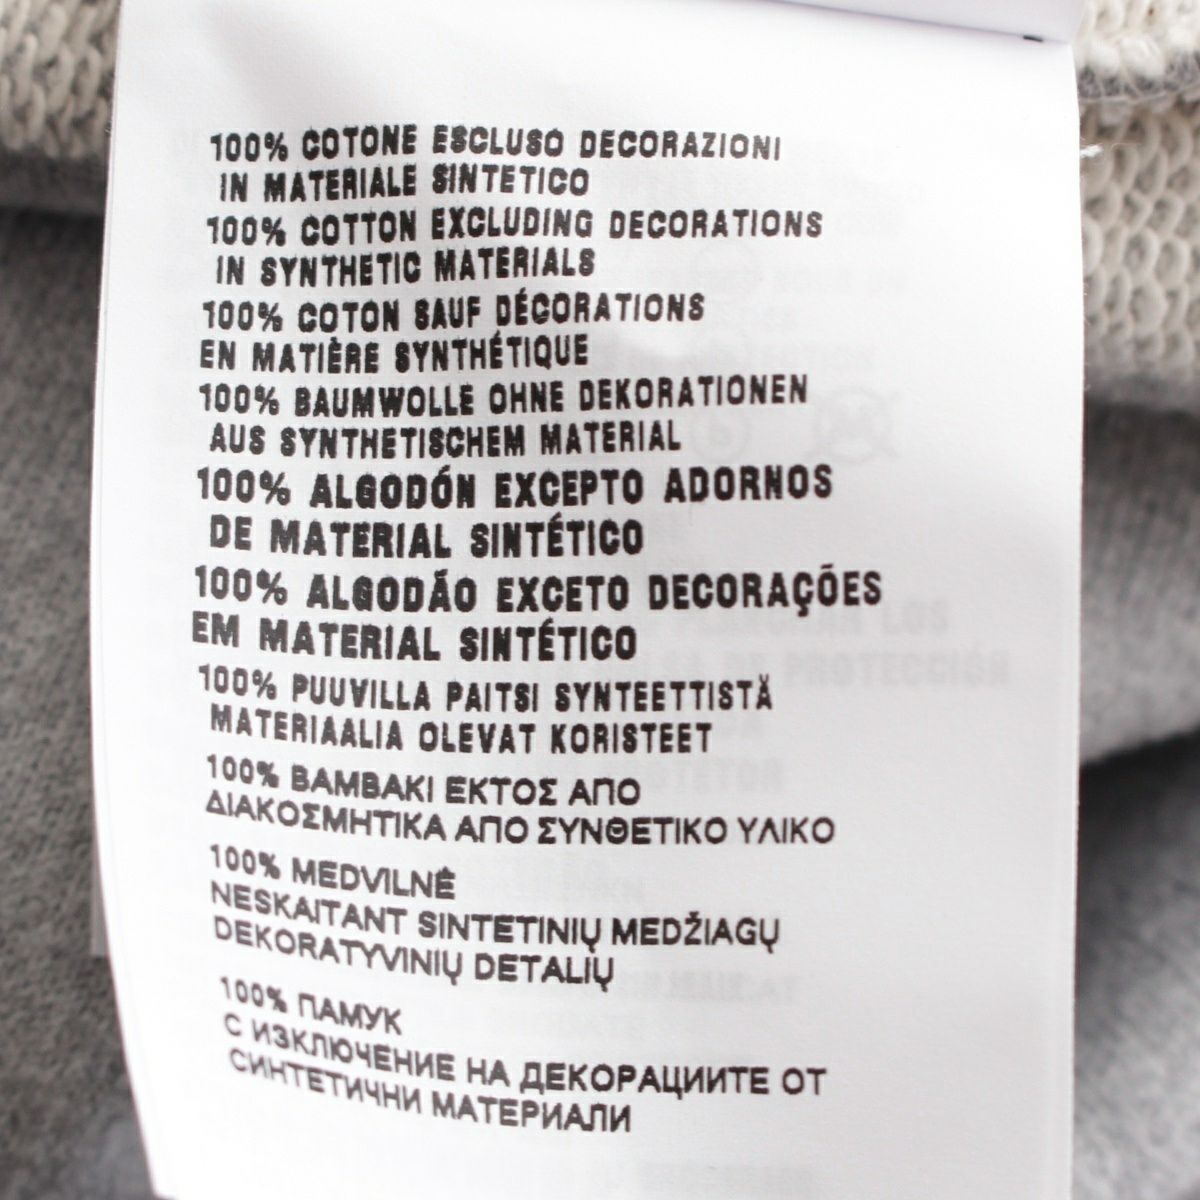 100% COTONE ESCLUSO DECORAZIONI
IN MATERIALE SINTETICO
100% COTTON EXCLUDING DECORATIONS
IN SYNTHETIC MATERIALS
100% COTON SAUF DÉCORATIONS
EN MATIÈRE SYNTHÉTIQUE
100% BAUMWOLLE OHNE DEKORATIONEN
AUS SYNTHETISCHEM MATERIAL
100% ALGODÓN EXCEPTO ADORNOS
DE MATERIAL SINTÉTICO
100% ALGODÃO EXCETO DECORAÇÕES
EM MATERIAL SINTÉTICO
100% PUUVILLA PAITSI SYNTEETTISTÄ
MATERIAALIA OLEVAT KORISTEET
100% ΒΑΜΒΑΚΙ ΕΚΤΟΣ ΑΠΟ
ΔΙΑΚΟΣΜΗΤΙΚΑ ΑΠΟ ΣΥΝΘΕΤΙΚΟ ΥΛΙΚΟ
100% MEDVILNĖ
NESKAITANT SINTETINIŲ MEDŽIAGŲ
DEKORATYVINIŲ DETALIŲ
100% ПАМУК
С ИЗКЛЮЧЕНИЕ НА ДЕКОРАЦИИТЕ ОТ
СИНТЕТИЧНИ МАТЕРИАЛИ